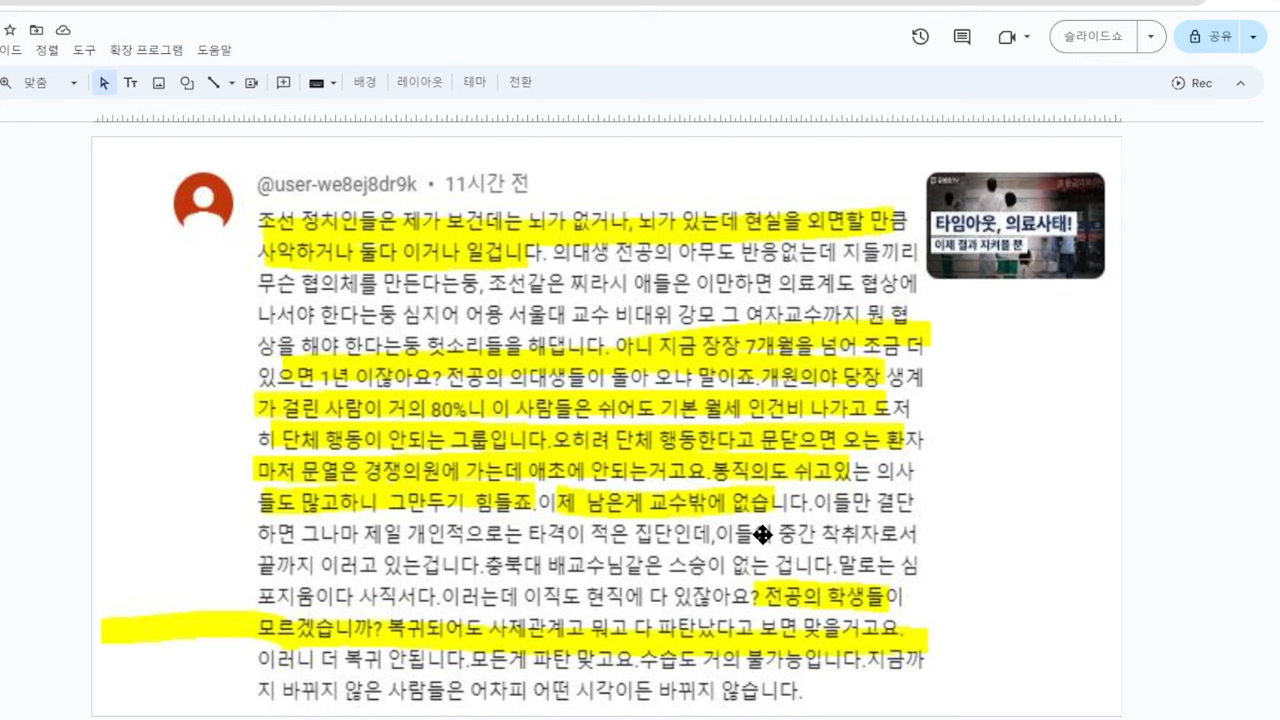 이드 정렬 도구 확장 프로그램 도움말
슬라이드쇼
공유
맞춤
배경 레이아웃 테마 전환
Rec
@user-we8ej8dr9k • 11시간 전
조선 정치인들은 제가 보건데는 뇌가 없거나, 뇌가 있는데 현실을 외면할 만큼
사악하거나 둘다 이거나 일겁니다. 의대생 전공의 아무도 반응없는데 지들끼리
무슨 협의체를 만든다는둥, 조선같은 찌라시 애들은 이만하면 의료계도 협상에
나서야 한다는둥 심지어 어용 서울대 교수 비대위 강모 그 여자교수까지 뭔 협
상을 해야 한다는둥 헛소리들을 해댑니다. 아니 지금 장장 7개월을 넘어 조금 더
있으면 1년 이잖아요? 전공의 의대생들이 돌아 오냐 말이죠.개원의야 당장 생계
가 걸린 사람이 거의 80%니 이 사람들은 쉬어도 기본 월세 인건비 나가고 도저
히 단체 행동이 안되는 그룹입니다.오히려 단체 행동한다고 문닫으면 오는 환자
마저 문열은 경쟁의원에 가는데 애초에 안되는거고요.봉직의도 쉬고있는 의사
들도 많고하니 그만두기 힘들죠.이제 남은게 교수밖에 없습니다.이들만 결단
하면 그나마 제일 개인적으로는 타격이 적은 집단인데,이들 중간 착취자로서
끝까지 이러고 있는겁니다.충북대 배교수님같은 스승이 없는 겁니다.말로는 심
포지움이다 사직서다.이러는데 아직도 현직에 다 있잖아요? 전공의 학생들이
모르겠습니까? 복귀되어도 사제관계고 뭐고 다 파탄났다고 보면 맞을거고요.
이러니 더 복귀 안됩니다.모든게 파탄 맞고요.수습도 거의 불가능입니다.지금까
지 바뀌지 않은 사람들은 어차피 어떤 시각이든 바뀌지 않습니다.
타임아웃, 의료사태!
이제 결과 지켜볼 뿐